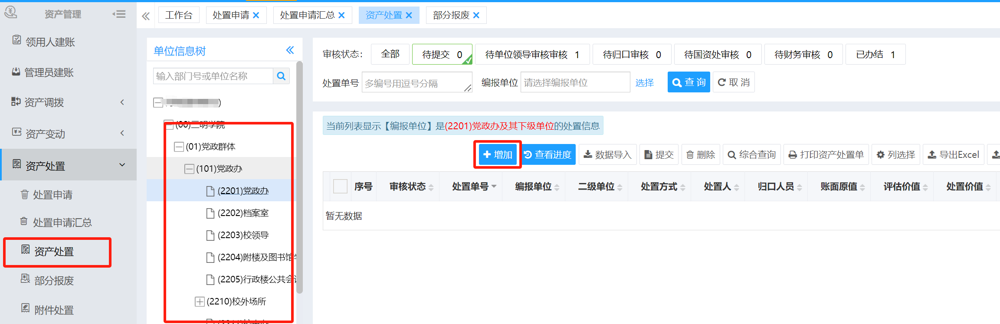 资产管理
领用人建账
管理员建账
资产调拨
资产变动
资产处置
处置申请
处置申请汇总
资产处置
部分报废
附件处置
工作台 处置申请 处置申请汇总 资产处置 部分报废
单位信息树
输入部门号或单位名称
)
(00)三明学院
(01)党政群体
(101)党政办
(2201)党政办
(2202)档案室
(2203)校领导
(2204)附楼及图书馆
(2205)行政楼公共会
(2210)校外场所
审核状态: 全部 待提交 0 待单位领导审核审核 1 待归口审核 0 待国资处审核 0 待财务审核 0 已办结 1
处置单号 多编号用逗号分隔 编报单位 请选择编报单位 选择 查 询 取 消
当前列表显示【编报单位】是(2201)党政办及其下级单位的处置信息
增加 查看进度 数据导入 提交 删除 综合查询 打印资产处置单 列选择 导出Excel
序号 审核状态 处置单号 编报单位 二级单位 处置方式 处置人 归口人员 账面原值 评估价值 处置价值
暂无数据